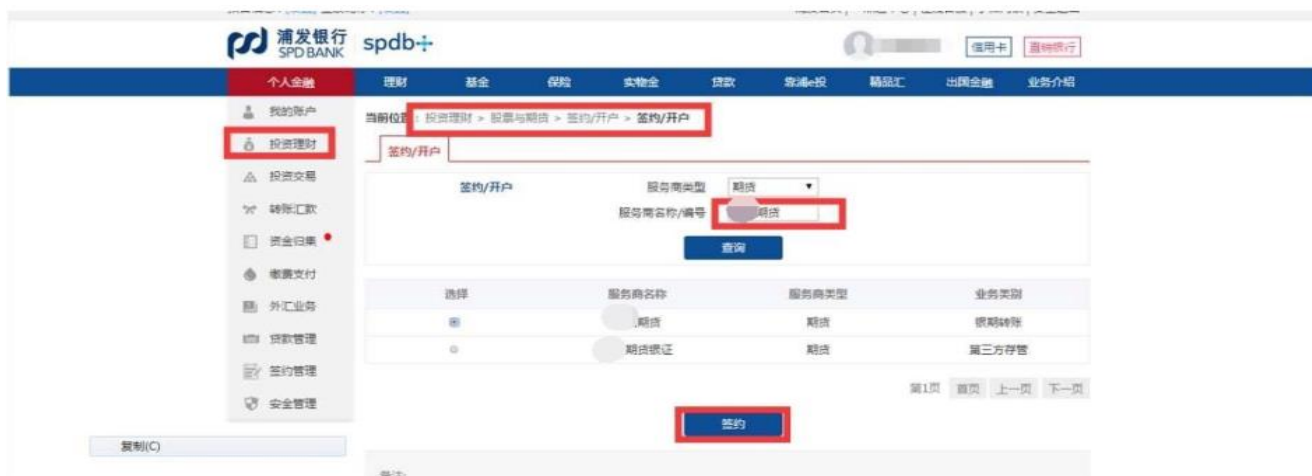 浦发银行 spdb
SPD BANK
信用卡 直销银行
个人金融 理财 基金 保险 实物金 贷款 靠浦e投 精品汇 出国金融 业务介绍
我的账户
当前位置：投资理财 > 股票与期货 > 签约/开户 > 签约/开户
投资理财
签约/开户
投资交易
签约/开户 服务商类型 期货
转账汇款
服务商名称/编号 期货
资金归集
查询
缴费支付
选择 服务商名称 服务商类型 业务类别
外汇业务
期货 期货 银期转账
贷款管理
期货银证 期货 第三方存管
签约管理
第1页 首页 上一页 下一页
安全管理
签约
复制(C)